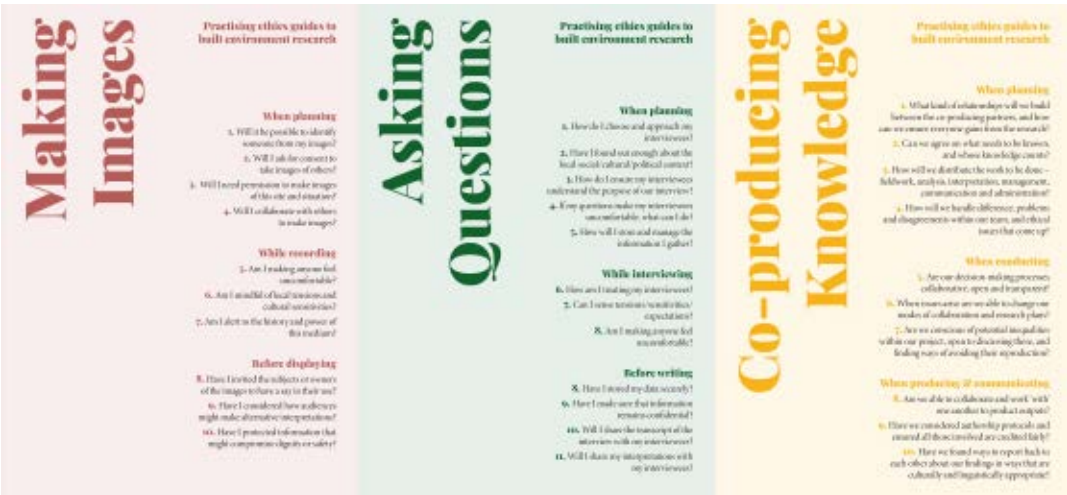 Making
Images
Practising ethics guides to
built environment research
When planning
1. Will it be possible to identify
someone from my images?
2. Will I ask for consent to
take images of others?
3. Will I need permission to make images
of this site and situation?
4. Will I collaborate with others
to make images?
While recording
5. Am I making anyone feel
uncomfortable?
6. Am I mindful of local tensions and
cultural sensitivities?
7. Am I alert to the history and power of
this medium?
Before displaying
8. Have I invited the subjects or owners
of the images to have a say in their use?
9. Have I considered how audiences
might make alternative interpretations?
10. Have I protected information that
might compromise dignity or safety?
Asking
Questions
Practising ethics guides to
built environment research
When planning
1. How do I choose and approach my
interviewees?
2. Have I found out enough about the
local social/cultural/political context?
3. How do I ensure my interviewees
understand the purpose of our interview?
4. If my questions make my interviewees
uncomfortable, what can I do?
5. How will I store and manage the
information I gather?
While interviewing
6. How am I treating my interviewees?
7. Can I sense tensions/sensitivities/
expectations?
8. Am I making anyone feel
uncomfortable?
Before writing
8. Have I stored my data securely?
9. Have I made sure that information
remains confidential?
10. Will I share the transcript of the
interview with my interviewees?
11. Will I share my interpretations with
my interviewees?
Co-producing
Knowledge
Practising ethics guides to
built environment research
When planning
1. What kind of relationships will we build
between the co-producing partners, and how
can we ensure everyone gains from the research?
2. Can we agree on what needs to be known,
and whose knowledge counts?
3. How will we distribute the work to be done –
fieldwork, analysis, interpretation, management,
communication and administration?
4. How will we handle difference, problems
and disagreements within our team, and ethical
issues that come up?
When conducting
5. Are our decision-making processes
collaborative, open and transparent?
6. When issues arise are we able to change our
modes of collaboration and research plans?
7. Are we conscious of potential inequalities
within our project, open to discussing these, and
finding ways of avoiding their reproduction?
When producing & communicating
8. Are we able to collaborate and work 'with'
one another to product outputs?
9. Have we considered authorship protocols and
ensured all those involved are credited fairly?
10. Have we found ways to report back to
each other about our findings in ways that are
culturally and linguistically appropriate?